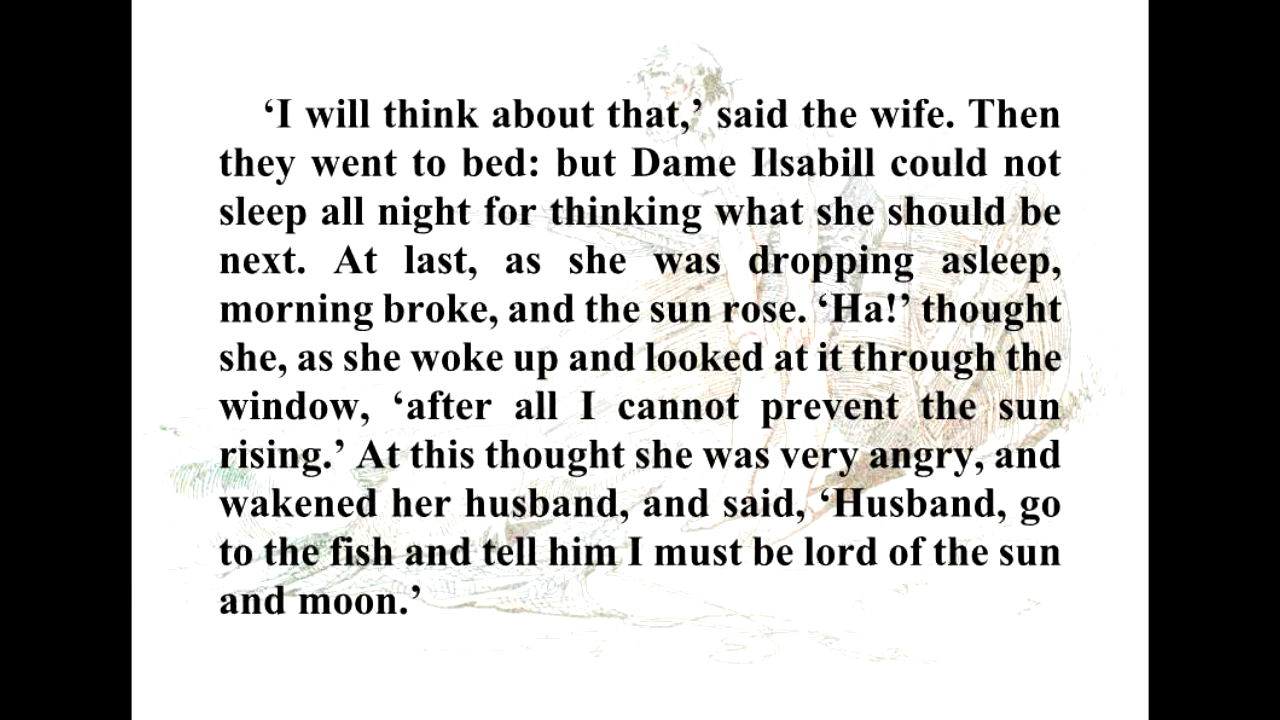 ‘I will think about that,’ said the wife. Then
they went to bed: but Dame Ilsabill could not
sleep all night for thinking what she should be
next. At last, as she was dropping asleep,
morning broke, and the sun rose. ‘Ha!’ thought
she, as she woke up and looked at it through the
window, ‘after all I cannot prevent the sun
rising.’ At this thought she was very angry, and
wakened her husband, and said, ‘Husband, go
to the fish and tell him I must be lord of the sun
and moon.’